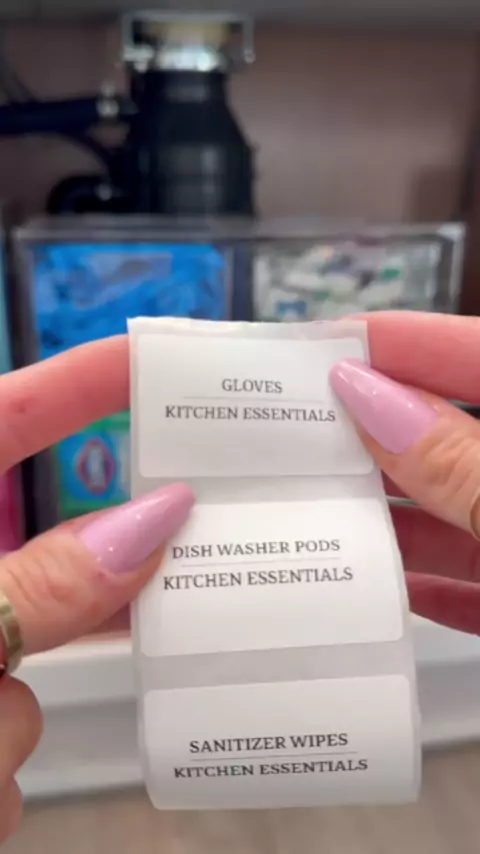 GLOVES
KITCHEN ESSENTIALS
DISH WASHER PODS
KITCHEN ESSENTIALS
SANITIZER WIPES
KITCHEN ESSENTIALS